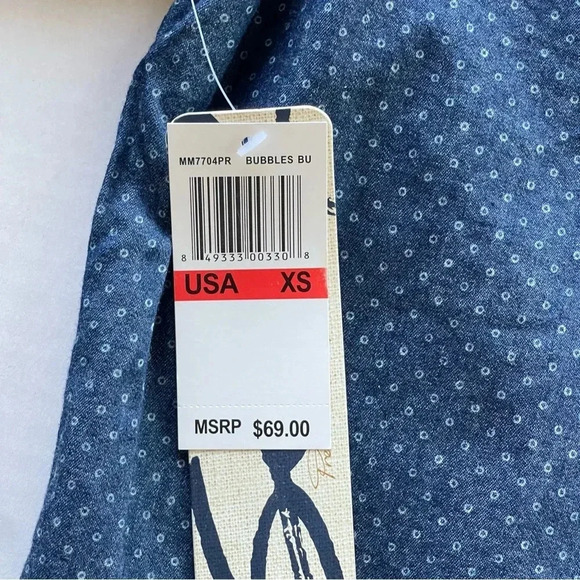 MM7704PR BUBBLES BU
8 49333 00330 8
USA XS
MSRP $69.00